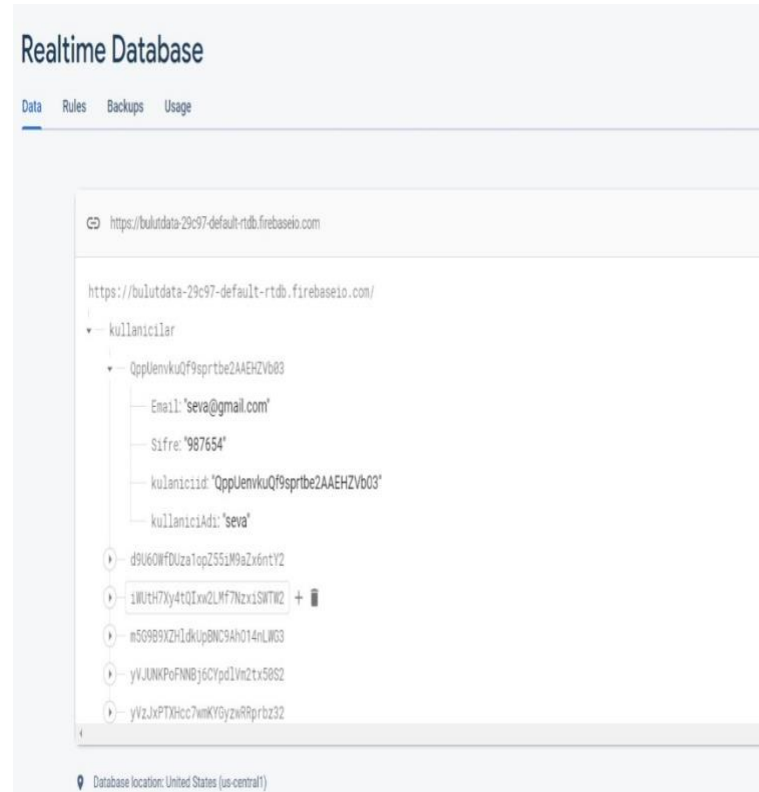 Realtime Database
Data Rules Backups Usage
https://bulutdata-29c97-default-rtdb.firebaseio.com
https://bulutdata-29c97-default-rtdb.firebaseio.com/
kullanicilar
QppUenvkuQf9sprtbe2AAEHZVb03
Email: "seva@gmail.com"
Sifre: "987654"
kulaniciid: "QppUenvkuQf9sprtbe2AAEHZVb03"
kullaniciAdi: "seva"
d9U6OWfDUza1opZ55iM9aZx6ntY2
iWUtH7Xy4tQIxw2LMf7NzxiSWTW2
m5G9B9XZHldkUpBNC9AhO14nLWG3
yVJUNKPoFNNBj6CYpdlVm2tx50S2
yVzJxPTXHcc7wmKYGyzwRRprbz32
Database location: United States (us-central1)